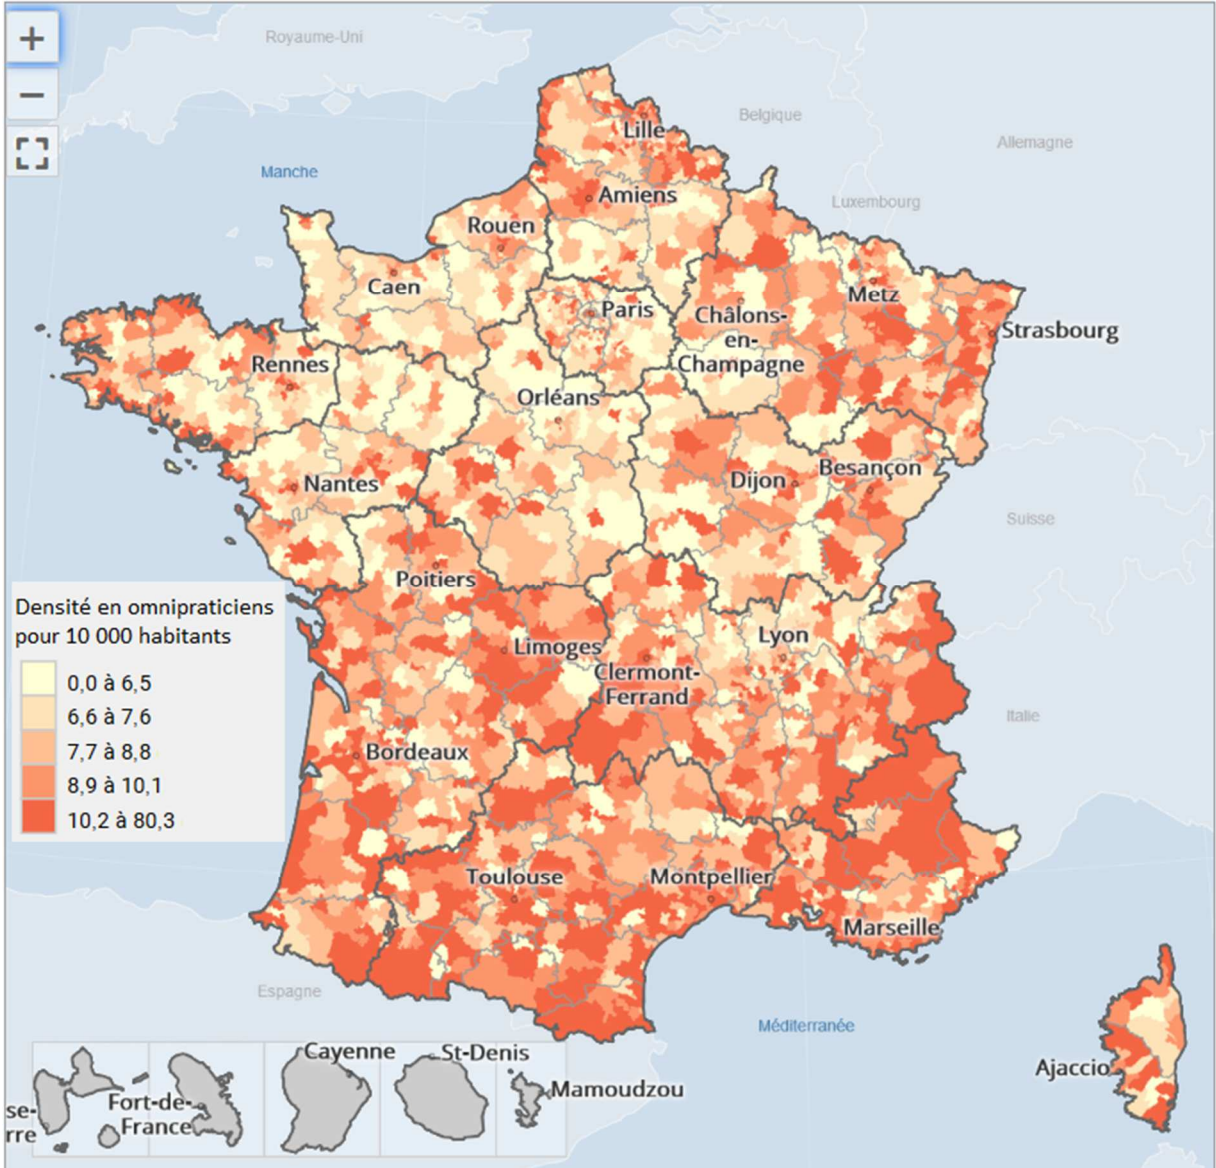 +
−
Royaume-Uni
Belgique
Allemagne
Manche
Luxembourg
Lille
Amiens
Rouen
Caen
Paris
Metz
Châlons-
en-
Champagne
Strasbourg
Rennes
Orléans
Nantes
Dijon
Besançon
Suisse
Poitiers
Densité en omnipraticiens
pour 10 000 habitants
0,0 à 6,5
6,6 à 7,6
7,7 à 8,8
8,9 à 10,1
10,2 à 80,3
Limoges
Lyon
Clermont-
Ferrand
Italie
Bordeaux
Toulouse
Montpellier
Marseille
Espagne
Méditerranée
Ajaccio
se-
rre
Fort-de-
France
Cayenne
St-Denis
Mamoudzou